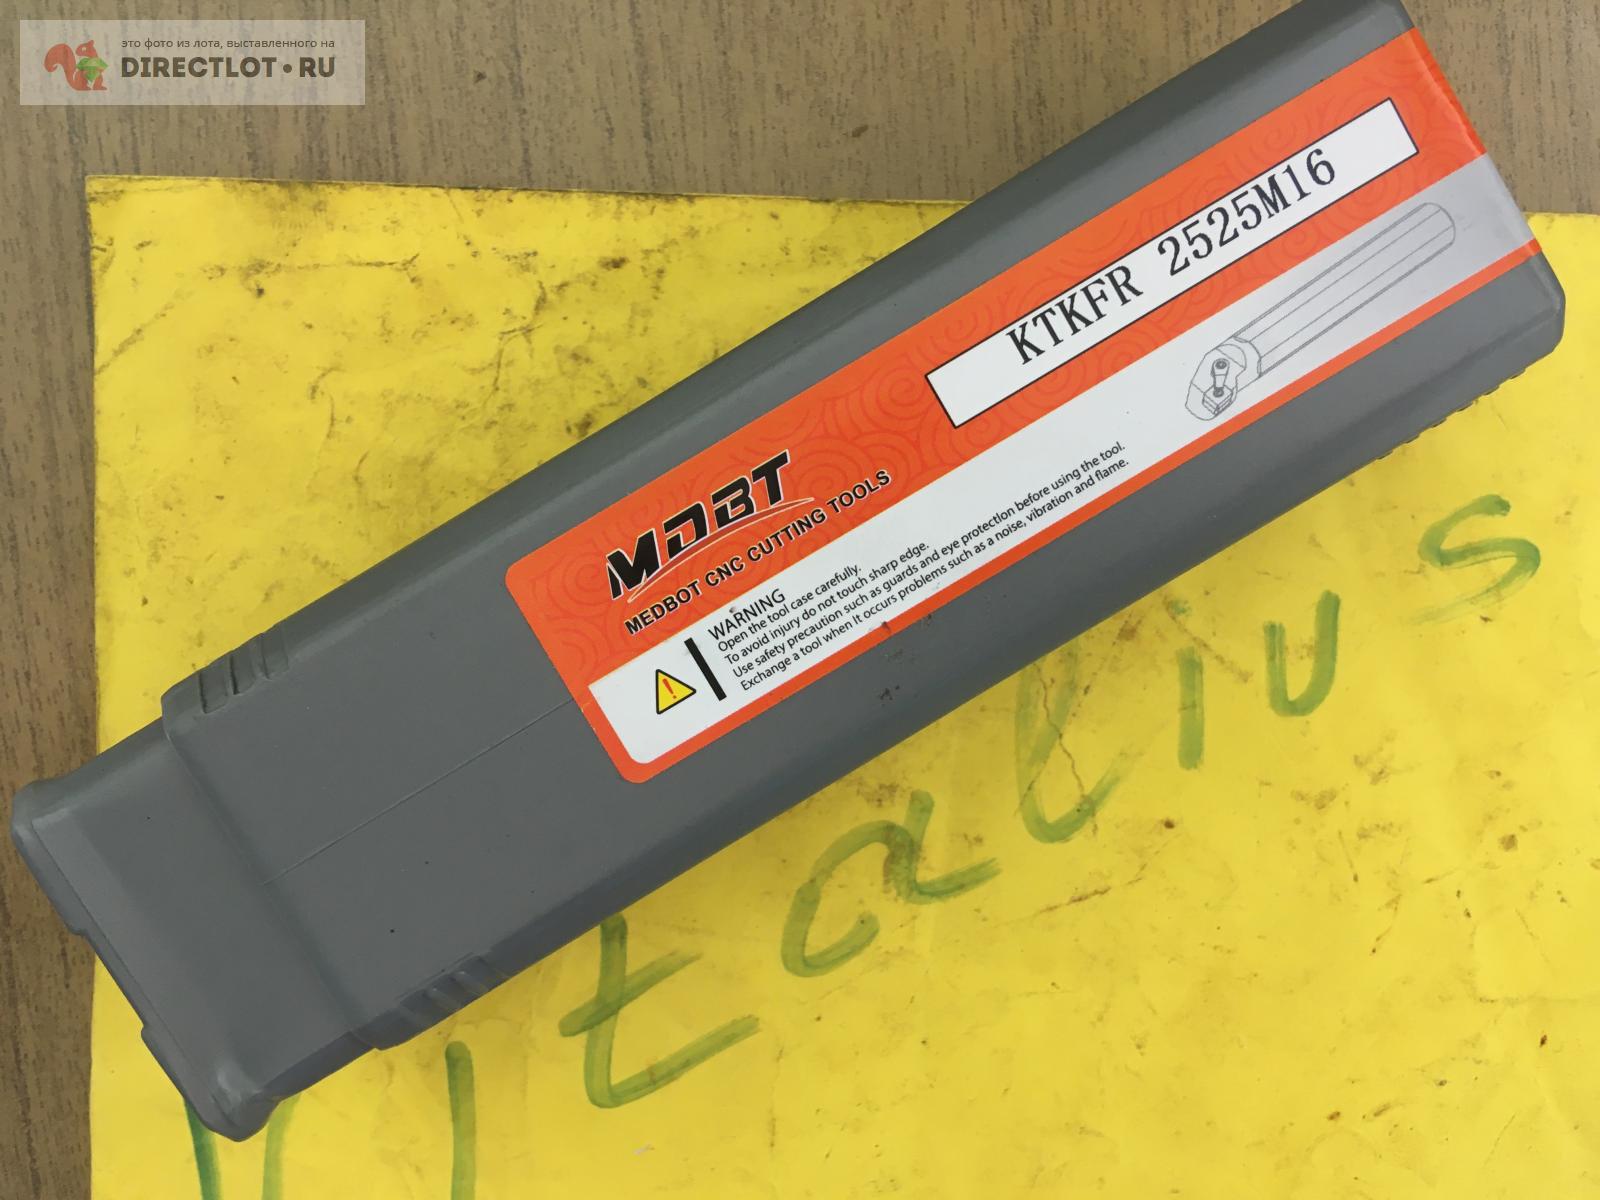 это фото из лота, выставленного на
DIRECTLOT•RU
KTKFR 2525M16
MDBT
MEDBOT CNC CUTTING TOOLS
WARNING
Open the tool case carefully.
To avoid injury do not touch sharp edge.
Use safety precaution such as guards and eye protection before using the tool.
Exchange a tool when it occurs problems such as a noise, vibration and flame.
Vitalius